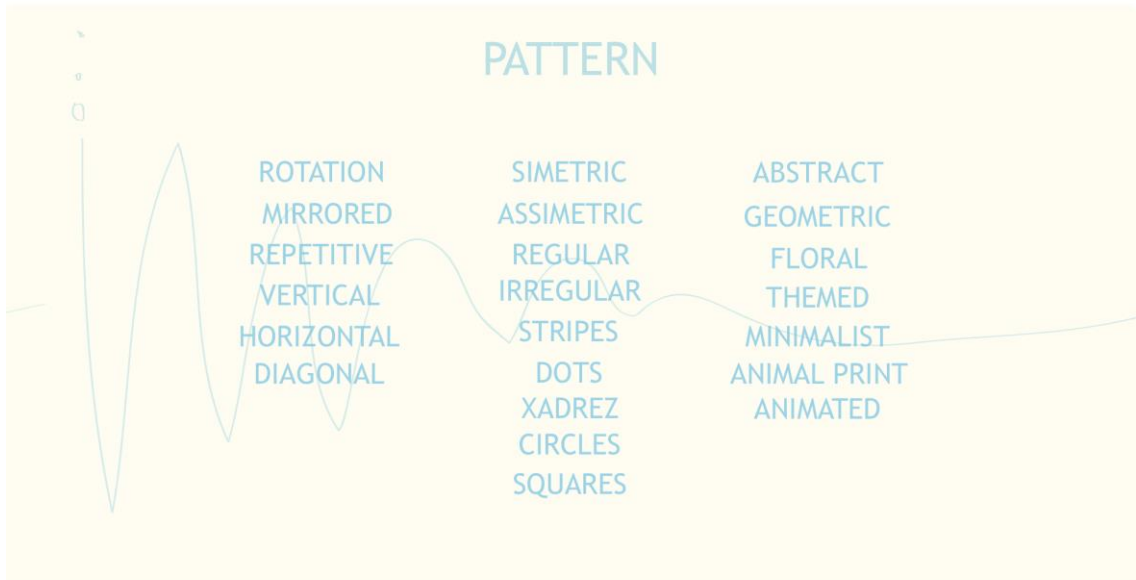 PATTERN
ROTATION
MIRRORED
REPETITIVE
VERTICAL
HORIZONTAL
DIAGONAL
SIMETRIC
ASSIMETRIC
REGULAR
IRREGULAR
STRIPES
DOTS
XADREZ
CIRCLES
SQUARES
ABSTRACT
GEOMETRIC
FLORAL
THEMED
MINIMALIST
ANIMAL PRINT
ANIMATED